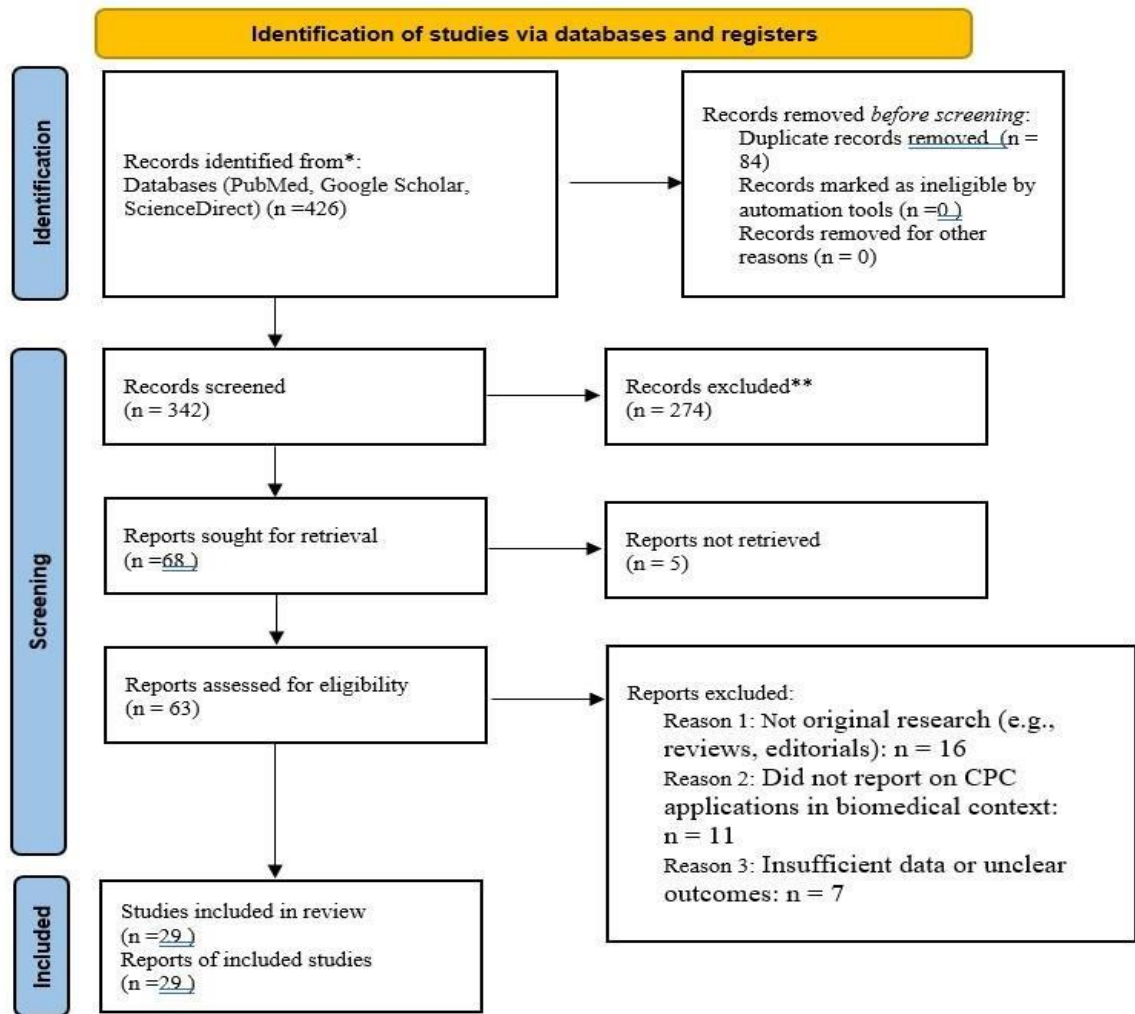 Identification of studies via databases and registers
Identification
Records identified from*:
Databases (PubMed, Google Scholar,
ScienceDirect) (n =426)
Records removed before screening:
Duplicate records removed (n =
84)
Records marked as ineligible by
automation tools (n =0 )
Records removed for other
reasons (n = 0)
Screening
Records screened
(n = 342)
Records excluded**
(n = 274)
Reports sought for retrieval
(n =68 )
Reports not retrieved
(n = 5)
Reports assessed for eligibility
(n = 63)
Reports excluded:
Reason 1: Not original research (e.g.,
reviews, editorials): n = 16
Reason 2: Did not report on CPC
applications in biomedical context:
n = 11
Reason 3: Insufficient data or unclear
outcomes: n = 7
Included
Studies included in review
(n =29 )
Reports of included studies
(n =29 )